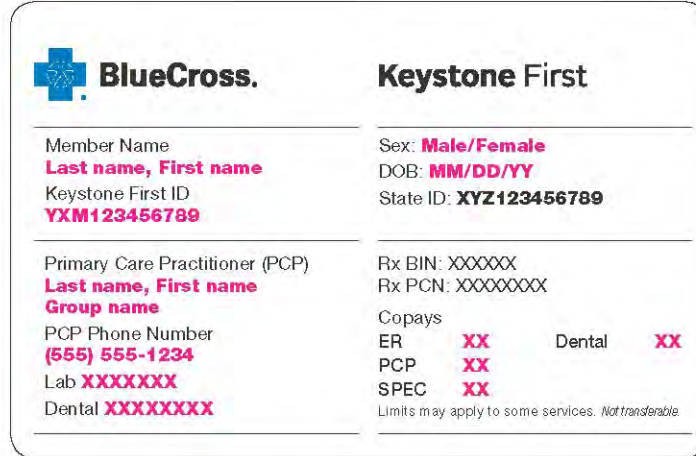 BlueCross.
Keystone First
Member Name
Last name, First name
Keystone First ID
YXM123456789
Sex: Male/Female
DOB: MM/DD/YY
State ID: XYZ123456789
Primary Care Practitioner (PCP)
Last name, First name
Group name
PCP Phone Number
(555) 555-1234
Lab XXXXXXX
Dental XXXXXXXX
Rx BIN: XXXXXX
Rx PCN: XXXXXXXX
Copays
ER XX Dental XX
PCP XX
SPEC XX
Limits may apply to some services. Not transferable.